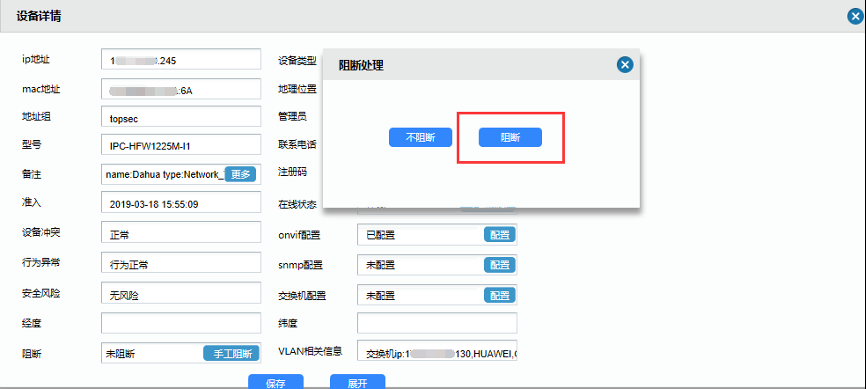 设备详情
ip地址 1 .245 设备类型
mac地址 :6A 地理位置
地址组 topsec 管理员
型号 IPC-HFW1225M-I1 联系电话
备注 name:Dahua type:Network_ 更多 注册码
准入 2019-03-18 15:55:09 在线状态
设备冲突 正常 onvif配置 已配置 配置
行为异常 行为正常 snmp配置 未配置 配置
安全风险 无风险 交换机配置 未配置 配置
经度 纬度
阻断 未阻断 手工阻断 VLAN相关信息 交换机ip:1 130,HUAWEI,
保存 展开
阻断处理
不阻断 阻断